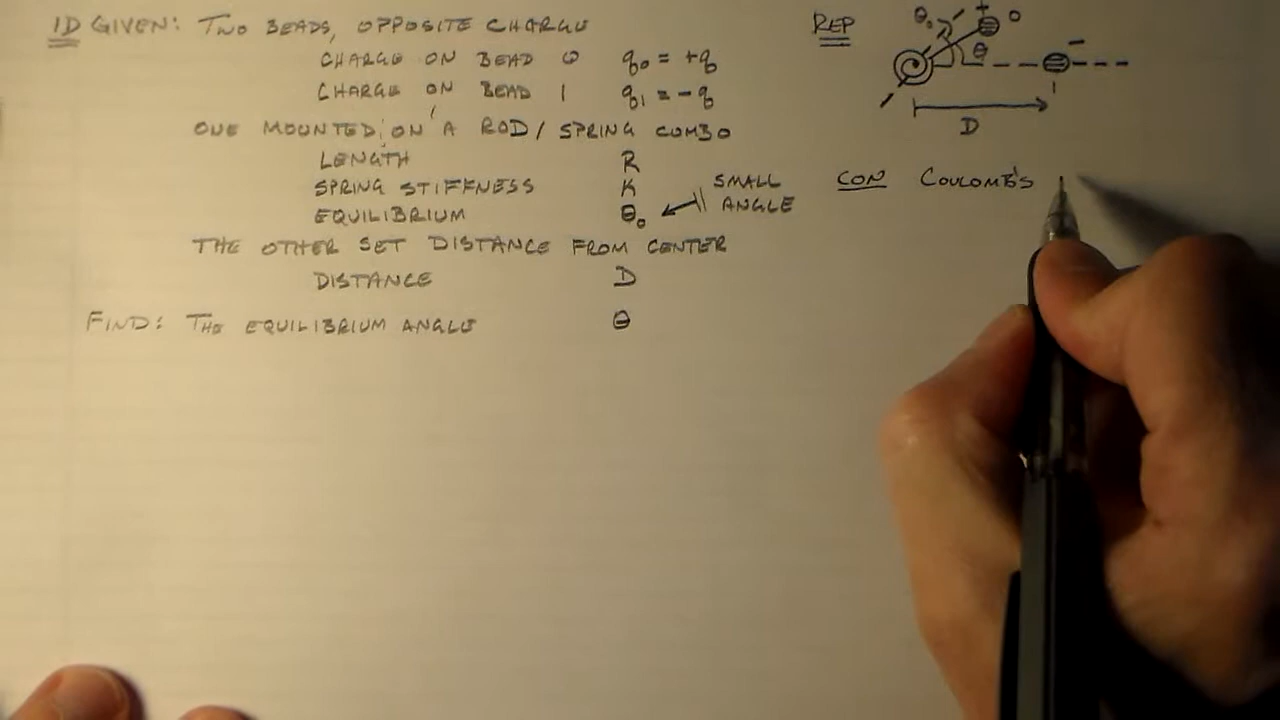 ID GIVEN: TWO BEADS, OPPOSITE CHARGE
CHARGE ON BEAD 0 q₀ = +q
CHARGE ON BEAD 1 q₁ = -q
ONE MOUNTED ON A ROD/SPRING COMBO
LENGTH R
SPRING STIFFNESS K
EQUILIBRIUM θ₀
SMALL
ANGLE
THE OTHER SET DISTANCE FROM CENTER
DISTANCE D
FIND: THE EQUILIBRIUM ANGLE θ
REP
θ₀ + 0
θ -
1
D
CON COULOMB'S